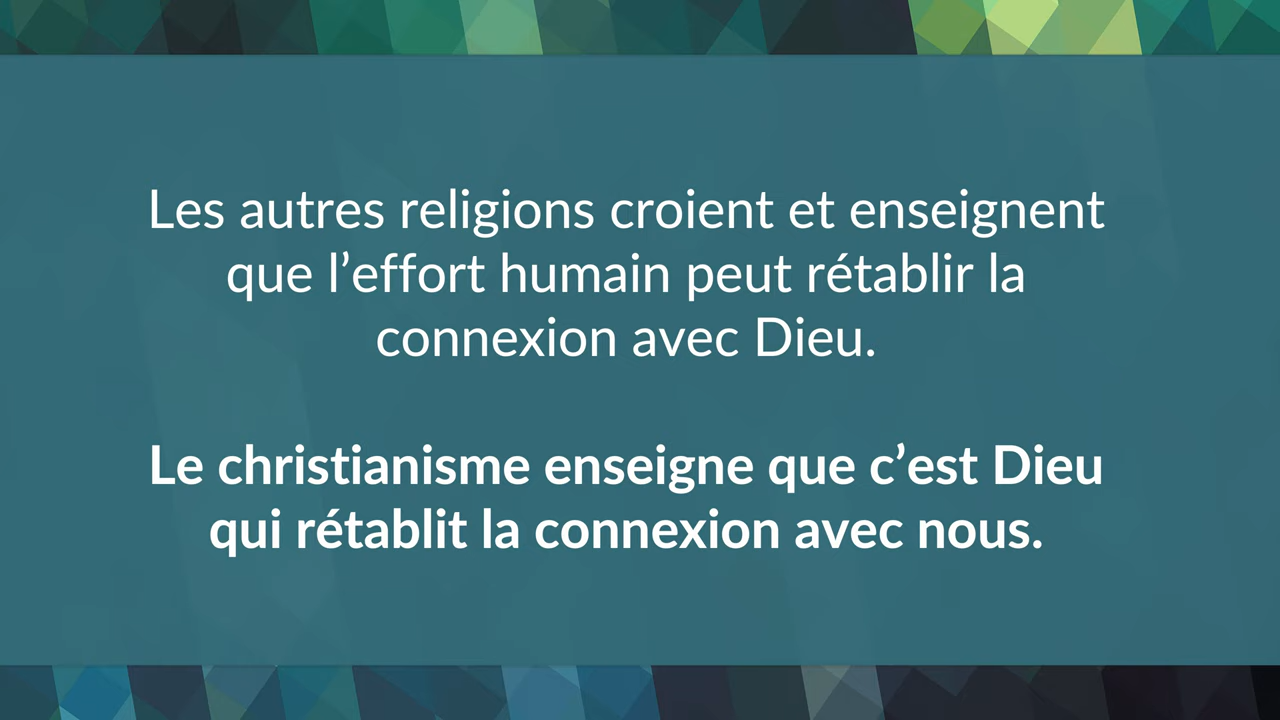 Les autres religions croient et enseignent
que l’effort humain peut rétablir la
connexion avec Dieu.
Le christianisme enseigne que c’est Dieu
qui rétablit la connexion avec nous.